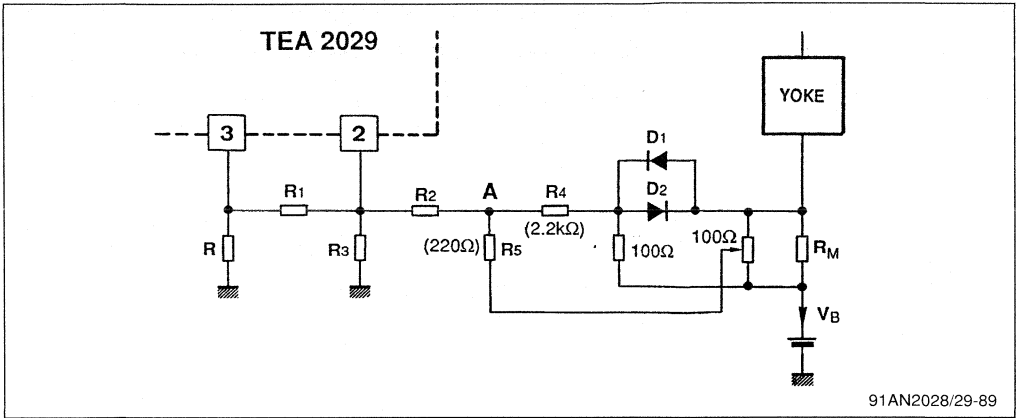 TEA 2029
YOKE
3
2
D1
D2
R1
R2
A
R4
(2.2kΩ)
R
R3
(220Ω)
R5
100Ω
100Ω
RM
VB
91AN2028/29-89